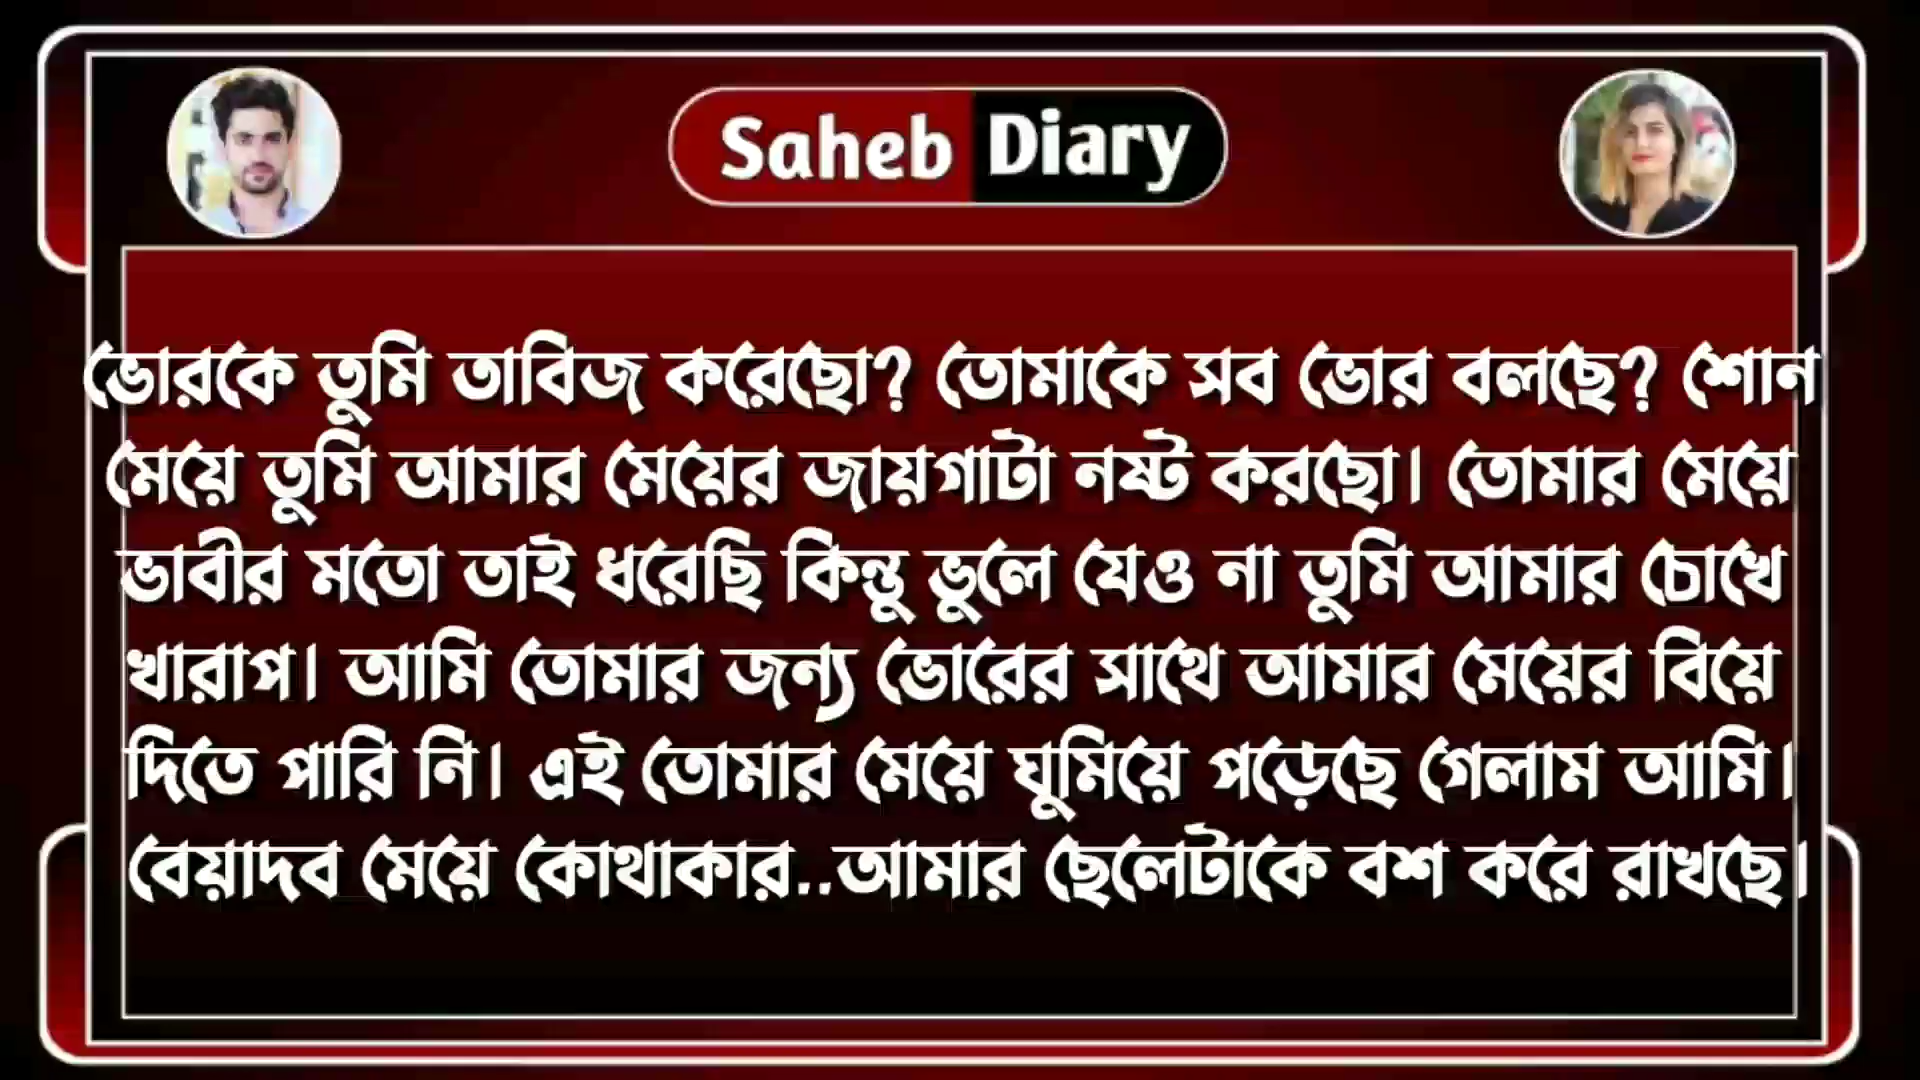 Saheb Diary
ভোরকে তুমি তাবিজ করেছো? তোমাকে সব ভোর বলছে? শোন
মেয়ে তুমি আমার মেয়ের জায়গাটা নষ্ট করছো। তোমার মেয়ে
ভাবীর মতো তাই ধরেছি কিন্তু ভুলে যেও না তুমি আমার চোখে
খারাপ। আমি তোমার জন্য ভোরের সাথে আমার মেয়ের বিয়ে
দিতে পারি নি। এই তোমার মেয়ে ঘুমিয়ে পড়েছে গেলাম আমি।
বেয়াদব মেয়ে কোথাকার..আমার ছেলেটাকে বশ করে রাখছে।